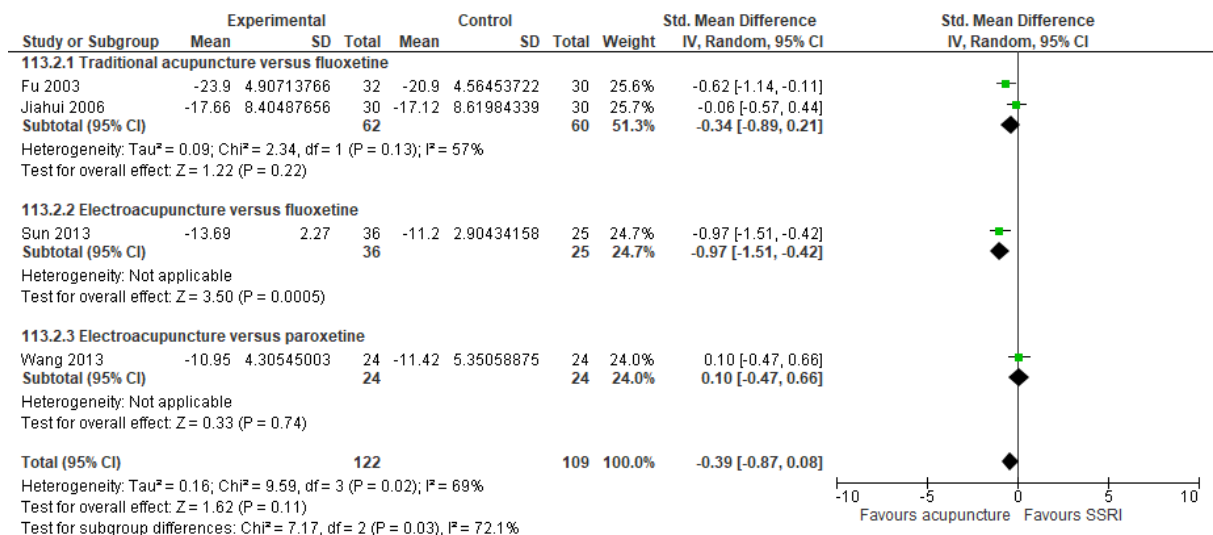 Experimental Control Std. Mean Difference Std. Mean Difference
Study or Subgroup Mean SD Total Mean SD Total Weight IV, Random, 95% CI IV, Random, 95% CI
113.2.1 Traditional acupuncture versus fluoxetine
Fu 2003 -23.9 4.90713766 32 -20.9 4.56453722 30 25.6% -0.62 [-1.14, -0.11]
Jiahui 2006 -17.66 8.40487656 30 -17.12 8.61984339 30 25.7% -0.06 [-0.57, 0.44]
Subtotal (95% CI) 62 60 51.3% -0.34 [-0.89, 0.21]
Heterogeneity: Tau² = 0.09; Chi² = 2.34, df = 1 (P = 0.13); I² = 57%
Test for overall effect: Z = 1.22 (P = 0.22)
113.2.2 Electroacupuncture versus fluoxetine
Sun 2013 -13.69 2.27 36 -11.2 2.90434158 25 24.7% -0.97 [-1.51, -0.42]
Subtotal (95% CI) 36 25 24.7% -0.97 [-1.51, -0.42]
Heterogeneity: Not applicable
Test for overall effect: Z = 3.50 (P = 0.0005)
113.2.3 Electroacupuncture versus paroxetine
Wang 2013 -10.95 4.30545003 24 -11.42 5.35058875 24 24.0% 0.10 [-0.47, 0.66]
Subtotal (95% CI) 24 24 24.0% 0.10 [-0.47, 0.66]
Heterogeneity: Not applicable
Test for overall effect: Z = 0.33 (P = 0.74)
Total (95% CI) 122 109 100.0% -0.39 [-0.87, 0.08]
Heterogeneity: Tau² = 0.16; Chi² = 9.59, df = 3 (P = 0.02); I² = 69%
Test for overall effect: Z = 1.62 (P = 0.11)
Test for subgroup differences: Chi² = 7.17, df = 2 (P = 0.03), I² = 72.1%
-10 -5 0 5 10
Favours acupuncture Favours SSRI